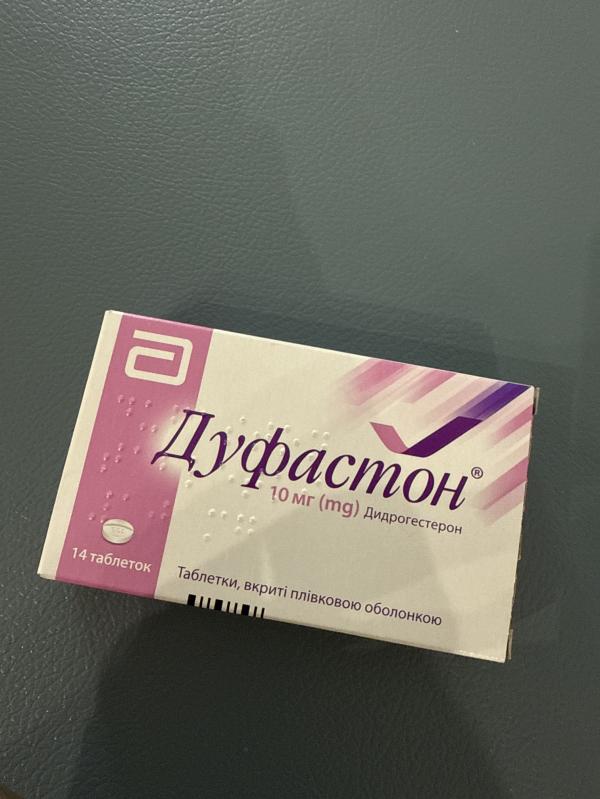 Дуфастон®
10 мг (mg) Дидрогестерон
14 таблеток
Таблетки, вкриті плівковою оболонкою